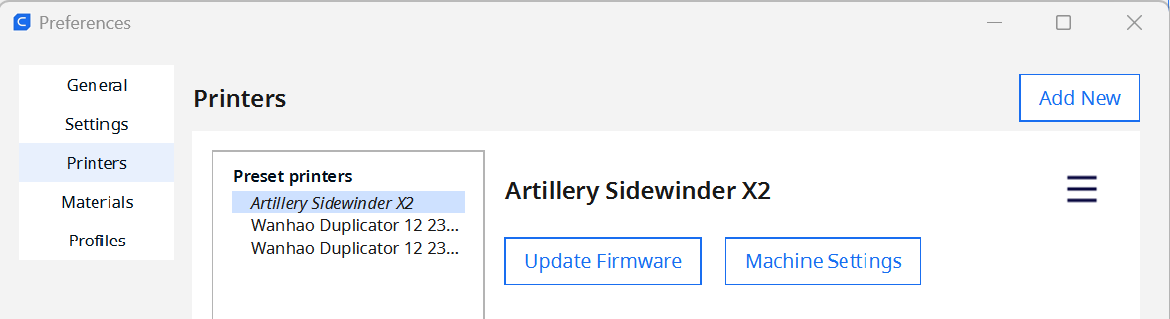 Preferences
General
Settings
Printers
Materials
Profiles
Printers
Add New
Preset printers
Artillery Sidewinder X2
Wanhao Duplicator 12 23...
Wanhao Duplicator 12 23...
Artillery Sidewinder X2
Update Firmware
Machine Settings